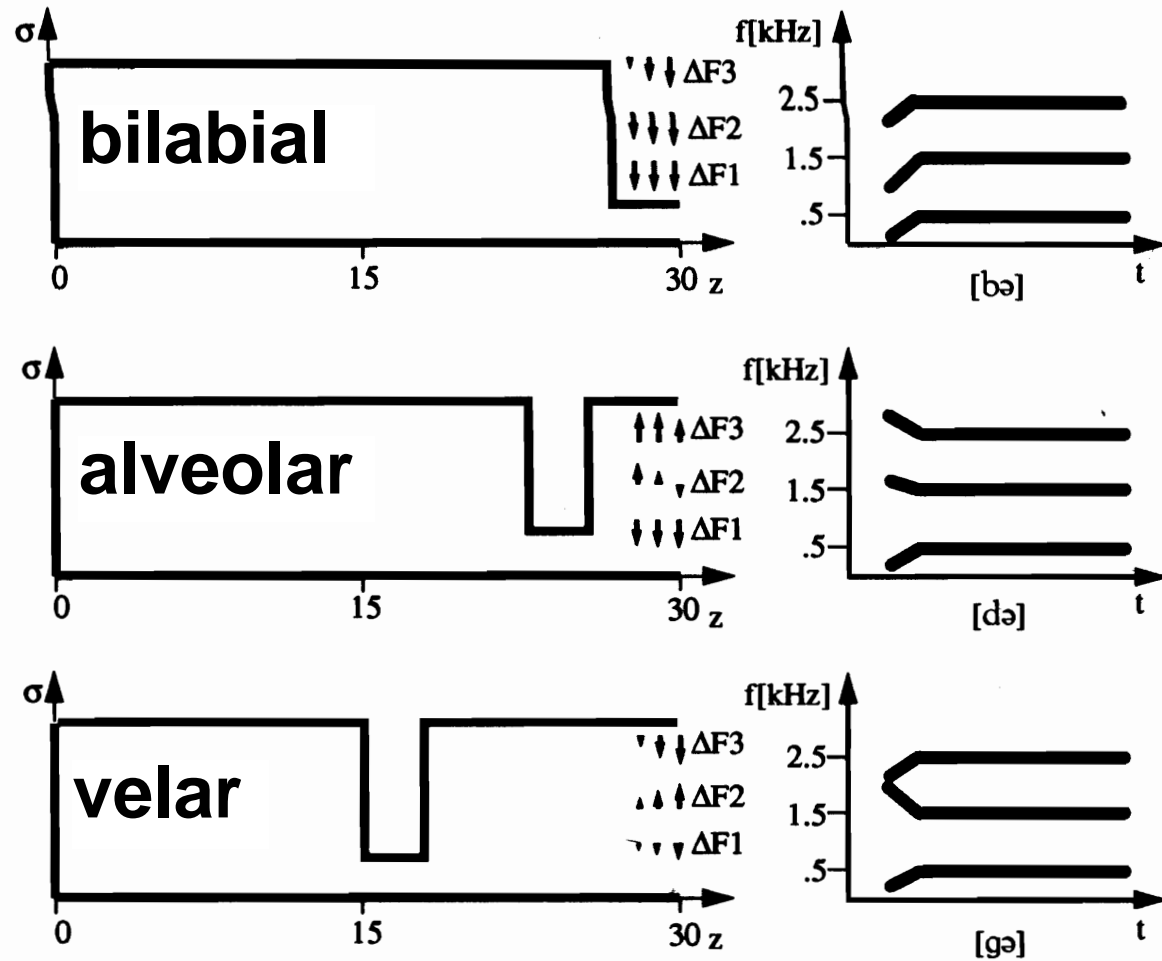 σ
bilabial
ΔF3
ΔF2
ΔF1
0
15
30 z
f[kHz]
2.5
1.5
.5
t
[bə]
σ
alveolar
ΔF3
ΔF2
ΔF1
0
15
30 z
f[kHz]
2.5
1.5
.5
t
[də]
σ
velar
ΔF3
ΔF2
ΔF1
0
15
30 z
f[kHz]
2.5
1.5
.5
t
[gə]